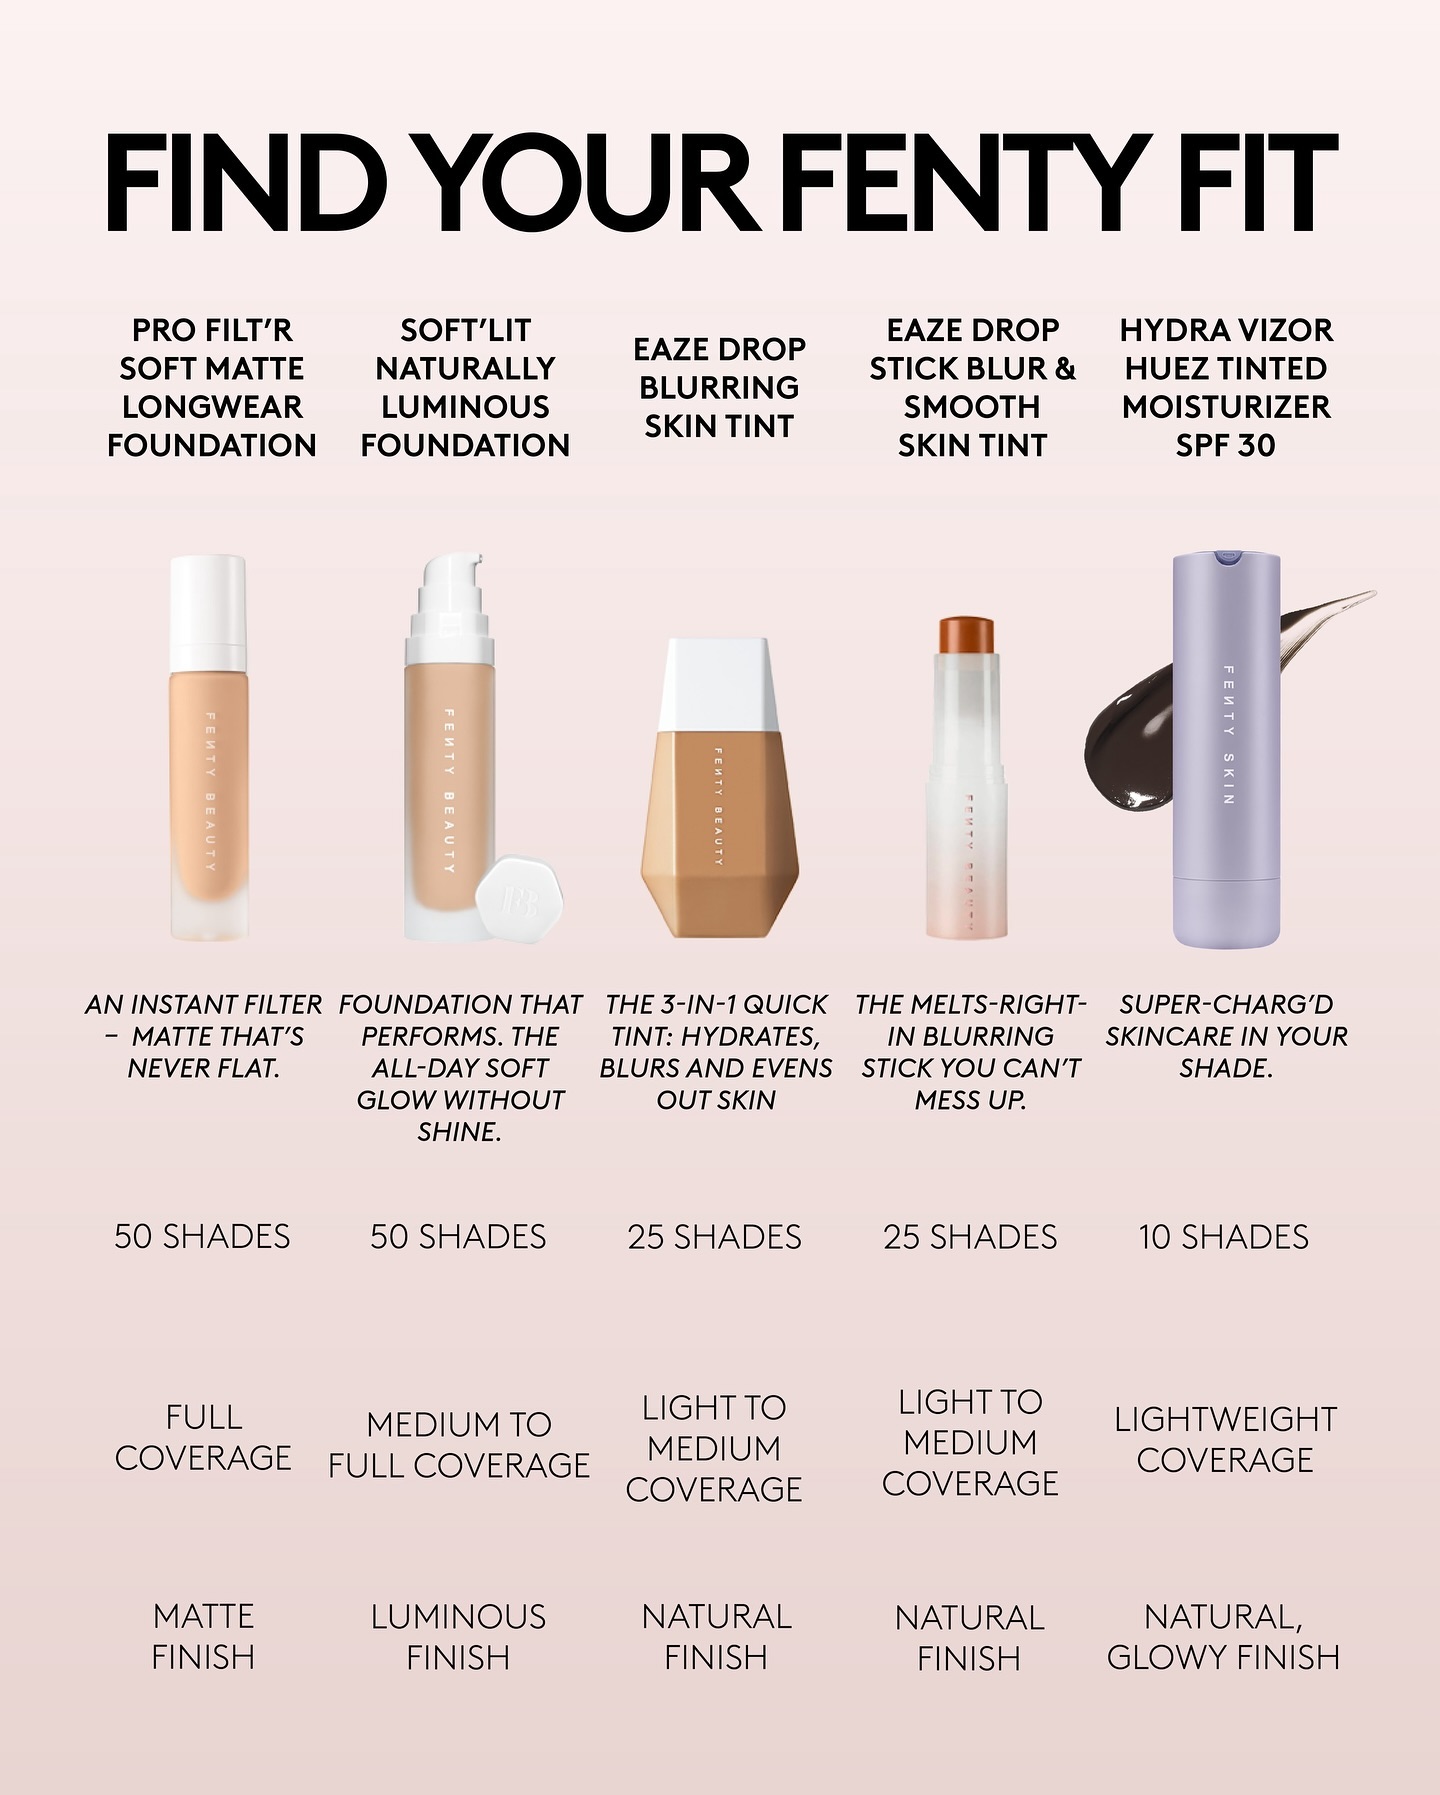 FIND YOUR FENTY FIT
PRO FILT'R
SOFT MATTE
LONGWEAR
FOUNDATION
SOFT'LIT
NATURALLY
LUMINOUS
FOUNDATION
EAZE DROP
BLURRING
SKIN TINT
EAZE DROP
STICK BLUR &
SMOOTH
SKIN TINT
HYDRA VIZOR
HUEZ TINTED
MOISTURIZER
SPF 30
FENTY BEAUTY
FENTY BEAUTY
FENTY BEAUTY
FENTY BEAUTY
FENTY SKIN
AN INSTANT FILTER
– MATTE THAT'S
NEVER FLAT.
FOUNDATION THAT
PERFORMS. THE
ALL-DAY SOFT
GLOW WITHOUT
SHINE.
THE 3-IN-1 QUICK
TINT: HYDRATES,
BLURS AND EVENS
OUT SKIN
THE MELTS-RIGHT-
IN BLURRING
STICK YOU CAN'T
MESS UP.
SUPER-CHARG'D
SKINCARE IN YOUR
SHADE.
50 SHADES
50 SHADES
25 SHADES
25 SHADES
10 SHADES
FULL
COVERAGE
MEDIUM TO
FULL COVERAGE
LIGHT TO
MEDIUM
COVERAGE
LIGHT TO
MEDIUM
COVERAGE
LIGHTWEIGHT
COVERAGE
MATTE
FINISH
LUMINOUS
FINISH
NATURAL
FINISH
NATURAL
FINISH
NATURAL,
GLOWY FINISH